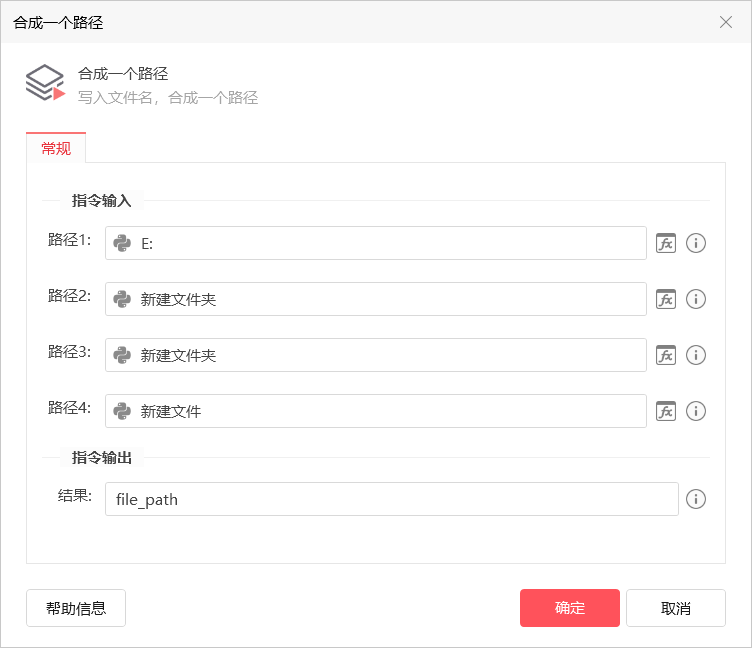 合成一个路径
合成一个路径
写入文件名，合成一个路径
常规
指令输入
路径1: E:
路径2: 新建文件夹
路径3: 新建文件夹
路径4: 新建文件
指令输出
结果: file_path
帮助信息 确定 取消